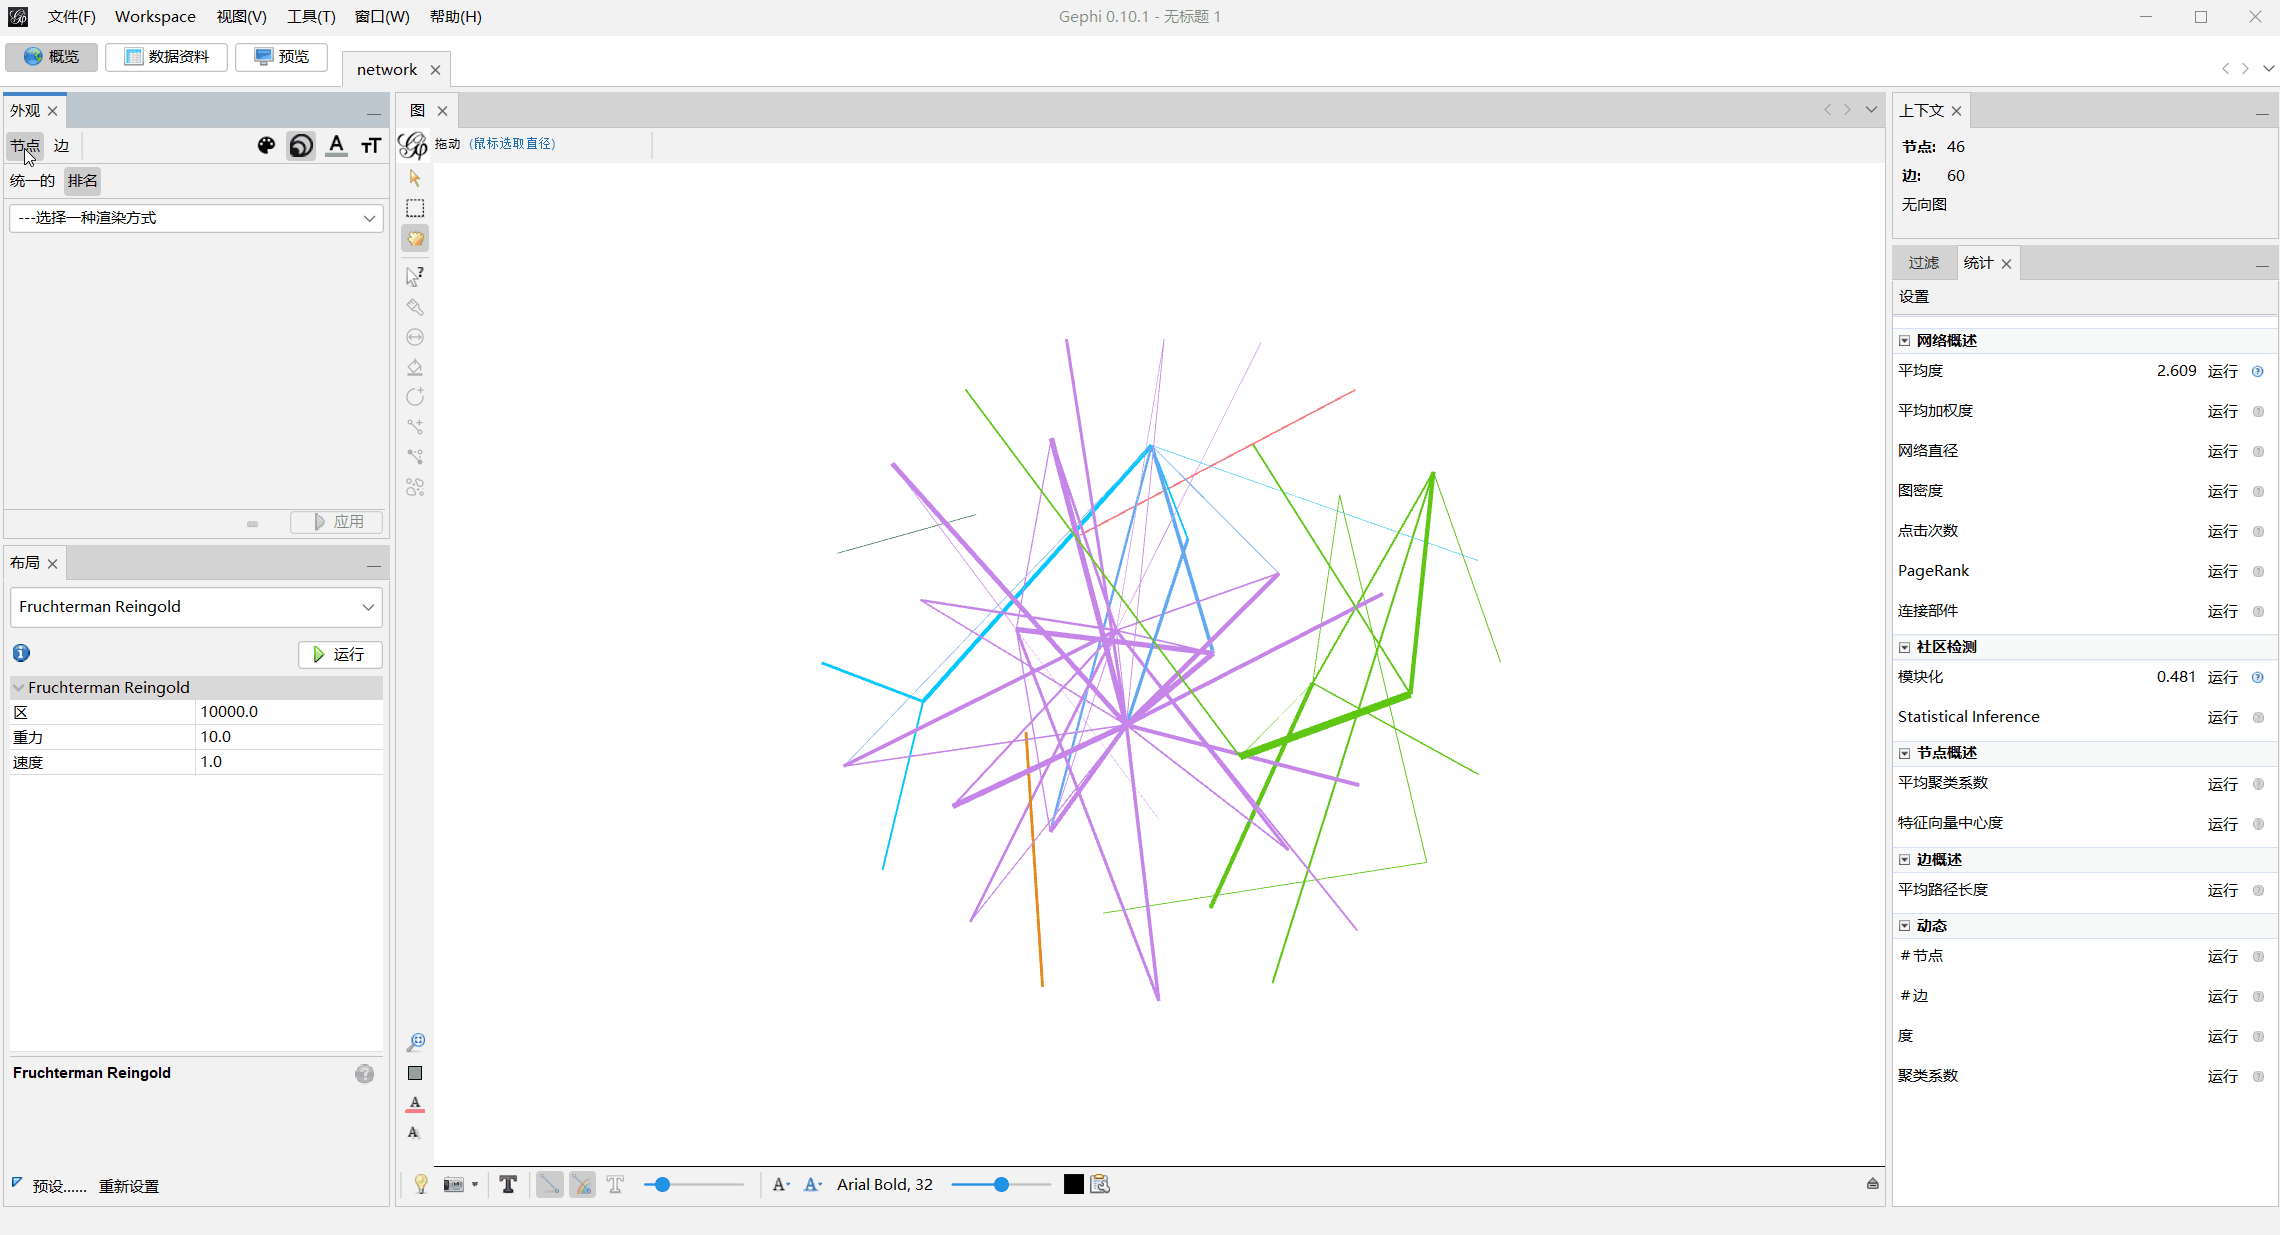 文件(F) Workspace 视图(V) 工具(T) 窗口(W) 帮助(H) Gephi 0.10.1 - 无标题 1
概览 数据资料 预览 network
外观
节点 边 A TT
统一的 排名
---选择一种渲染方式
应用
布局
Fruchterman Reingold
运行
Fruchterman Reingold
区 10000.0
重力 10.0
速度 1.0
Fruchterman Reingold
预设...... 重新设置
图
拖动 (鼠标选取直径)
A
A
T T A A Arial Bold, 32
上下文
节点: 46
边: 60
无向图
过滤 统计
设置
网络概述
平均度 2.609 运行
平均加权度 运行
网络直径 运行
图密度 运行
点击次数 运行
PageRank 运行
连接部件 运行
社区检测
模块化 0.481 运行
Statistical Inference 运行
节点概述
平均聚类系数 运行
特征向量中心度 运行
边概述
平均路径长度 运行
动态
#节点 运行
#边 运行
度 运行
聚类系数 运行